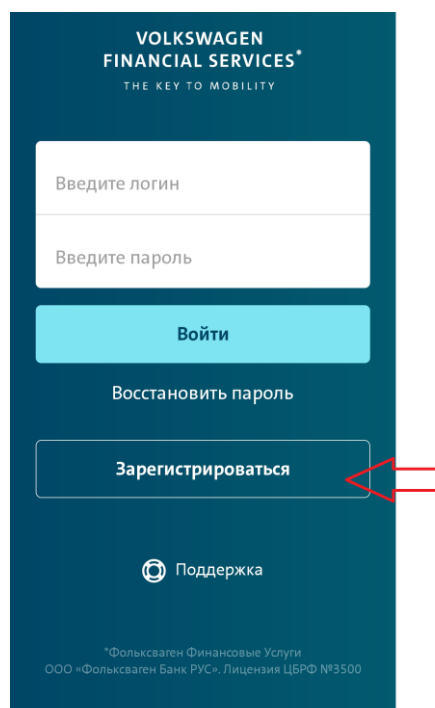 VOLKSWAGEN
FINANCIAL SERVICES*
THE KEY TO MOBILITY
Введите логин
Введите пароль
Войти
Восстановить пароль
Зарегистрироваться
Поддержка
*Фольксваген Финансовые Услуги
ООО «Фольксваген Банк РУС». Лицензия ЦБРФ №3500